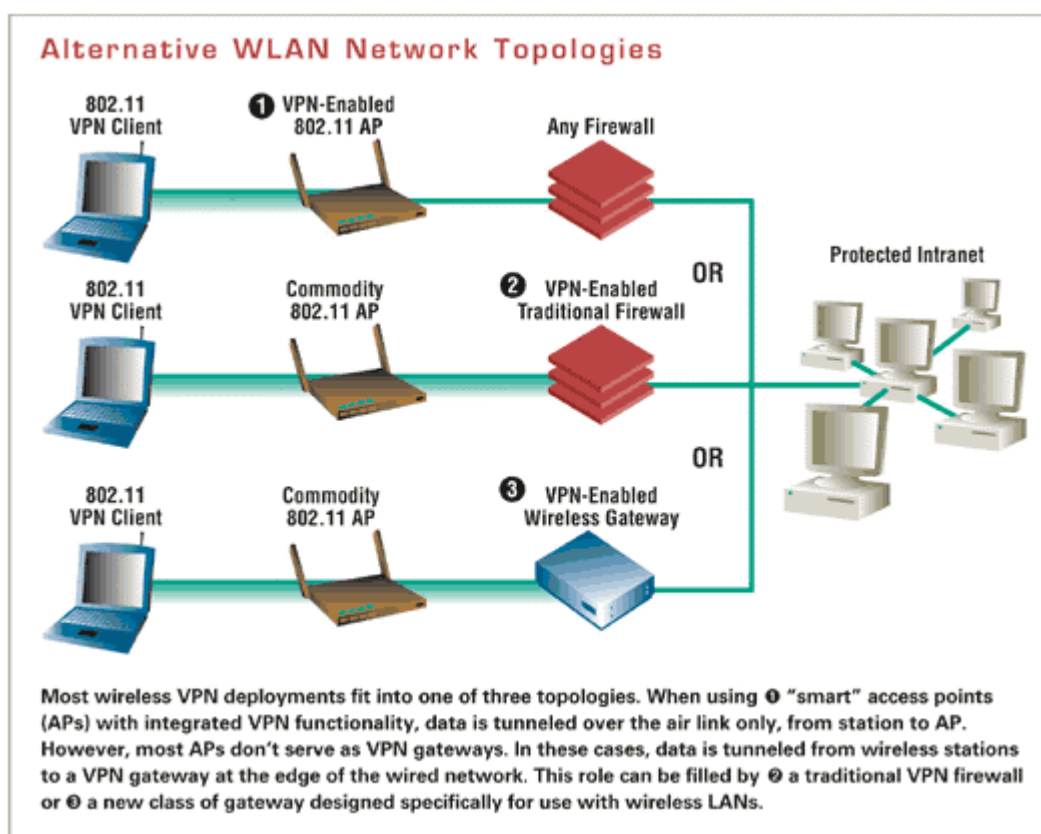 Alternative WLAN Network Topologies
802.11
VPN Client
❶ VPN-Enabled
802.11 AP
Any Firewall
OR
Protected Intranet
802.11
VPN Client
Commodity
802.11 AP
❷ VPN-Enabled
Traditional Firewall
OR
802.11
VPN Client
Commodity
802.11 AP
❸ VPN-Enabled
Wireless Gateway
Most wireless VPN deployments fit into one of three topologies. When using ❶ “smart” access points
(APs) with integrated VPN functionality, data is tunneled over the air link only, from station to AP.
However, most APs don’t serve as VPN gateways. In these cases, data is tunneled from wireless stations
to a VPN gateway at the edge of the wired network. This role can be filled by ❷ a traditional VPN firewall
or ❸ a new class of gateway designed specifically for use with wireless LANs.